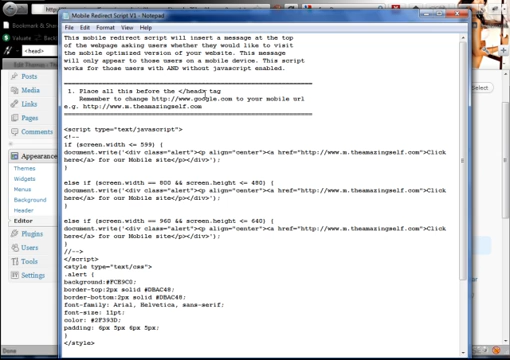 Mobile Redirect Script V1 - Notepad
File Edit Format View Help
This mobile redirect script will insert a message at the top
of the webpage asking users whether they would like to visit
the mobile optimized version of your website. This message
will only appear to those users on a mobile device. This script
works for those users with AND without javascript enabled.
1. Place all this before the </head> tag
Remember to change http://www.google.com to your mobile url
e.g. http://www.m.theamazingself.com
<script type="text/javascript">
<!--
if (screen.width <= 599) {
document.write('<div class="alert"><p align="center"><a href="http://www.m.theamazingself.com">Click
here</a> for our Mobile site</p></div>');
}
else if (screen.width == 800 && screen.height <= 480) {
document.write('<div class="alert"><p align="center"><a href="http://www.m.theamazingself.com">Click
here</a> for our Mobile site</p></div>');
}
else if (screen.width == 960 && screen.height <= 640) {
document.write('<div class="alert"><p align="center"><a href="http://www.m.theamazingself.com">Click
here</a> for our Mobile site</p></div>');
}
//-->
</script>
<style type="text/css">
.alert {
background:#FCE9C0;
border-top:2px solid #DBAC48;
border-bottom:2px solid #DBAC48;
font-family: Arial, Helvetica, sans-serif;
font-size: 11pt;
color: #2F393D;
padding: 6px 5px 6px 5px;
}
</style>
Bookmark
Valueate
<head>
Posts
Media
Links
Pages
Comments
Appearance
Themes
Widgets
Menus
Background
Header
Editor
Plugins
Users
Tools
Settings
Done
Select